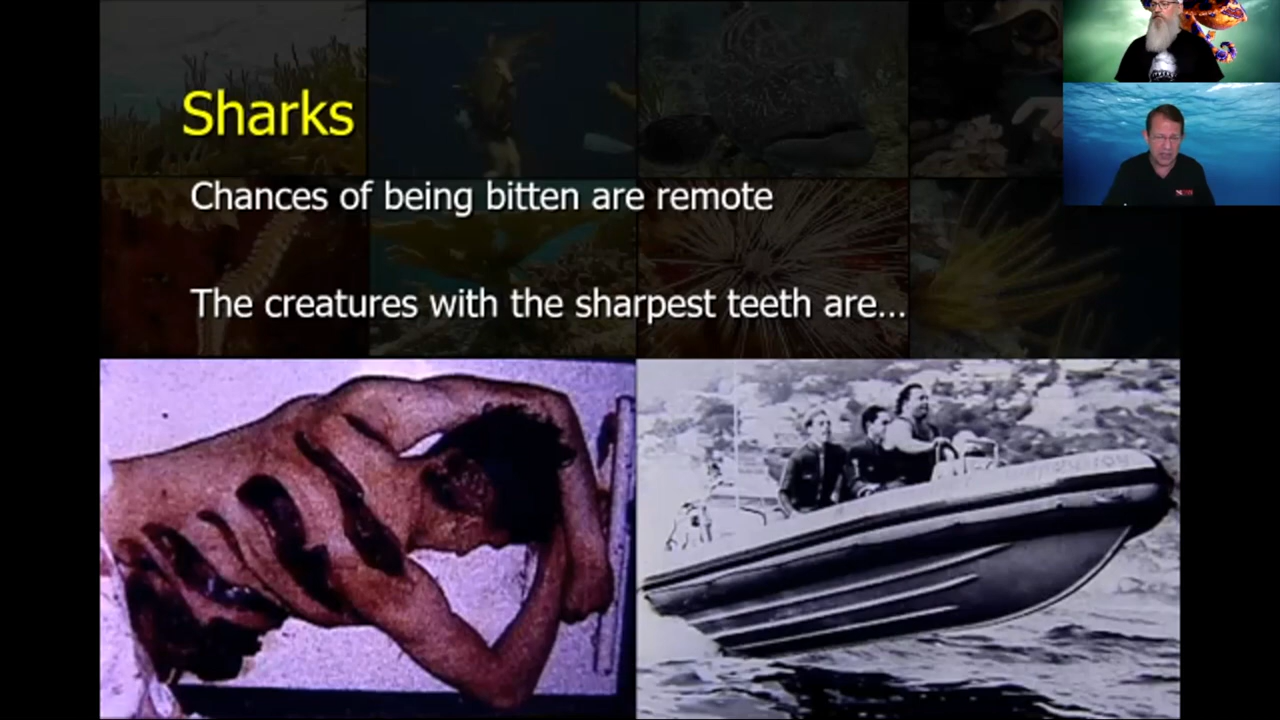 Sharks
Chances of being bitten are remote
The creatures with the sharpest teeth are...